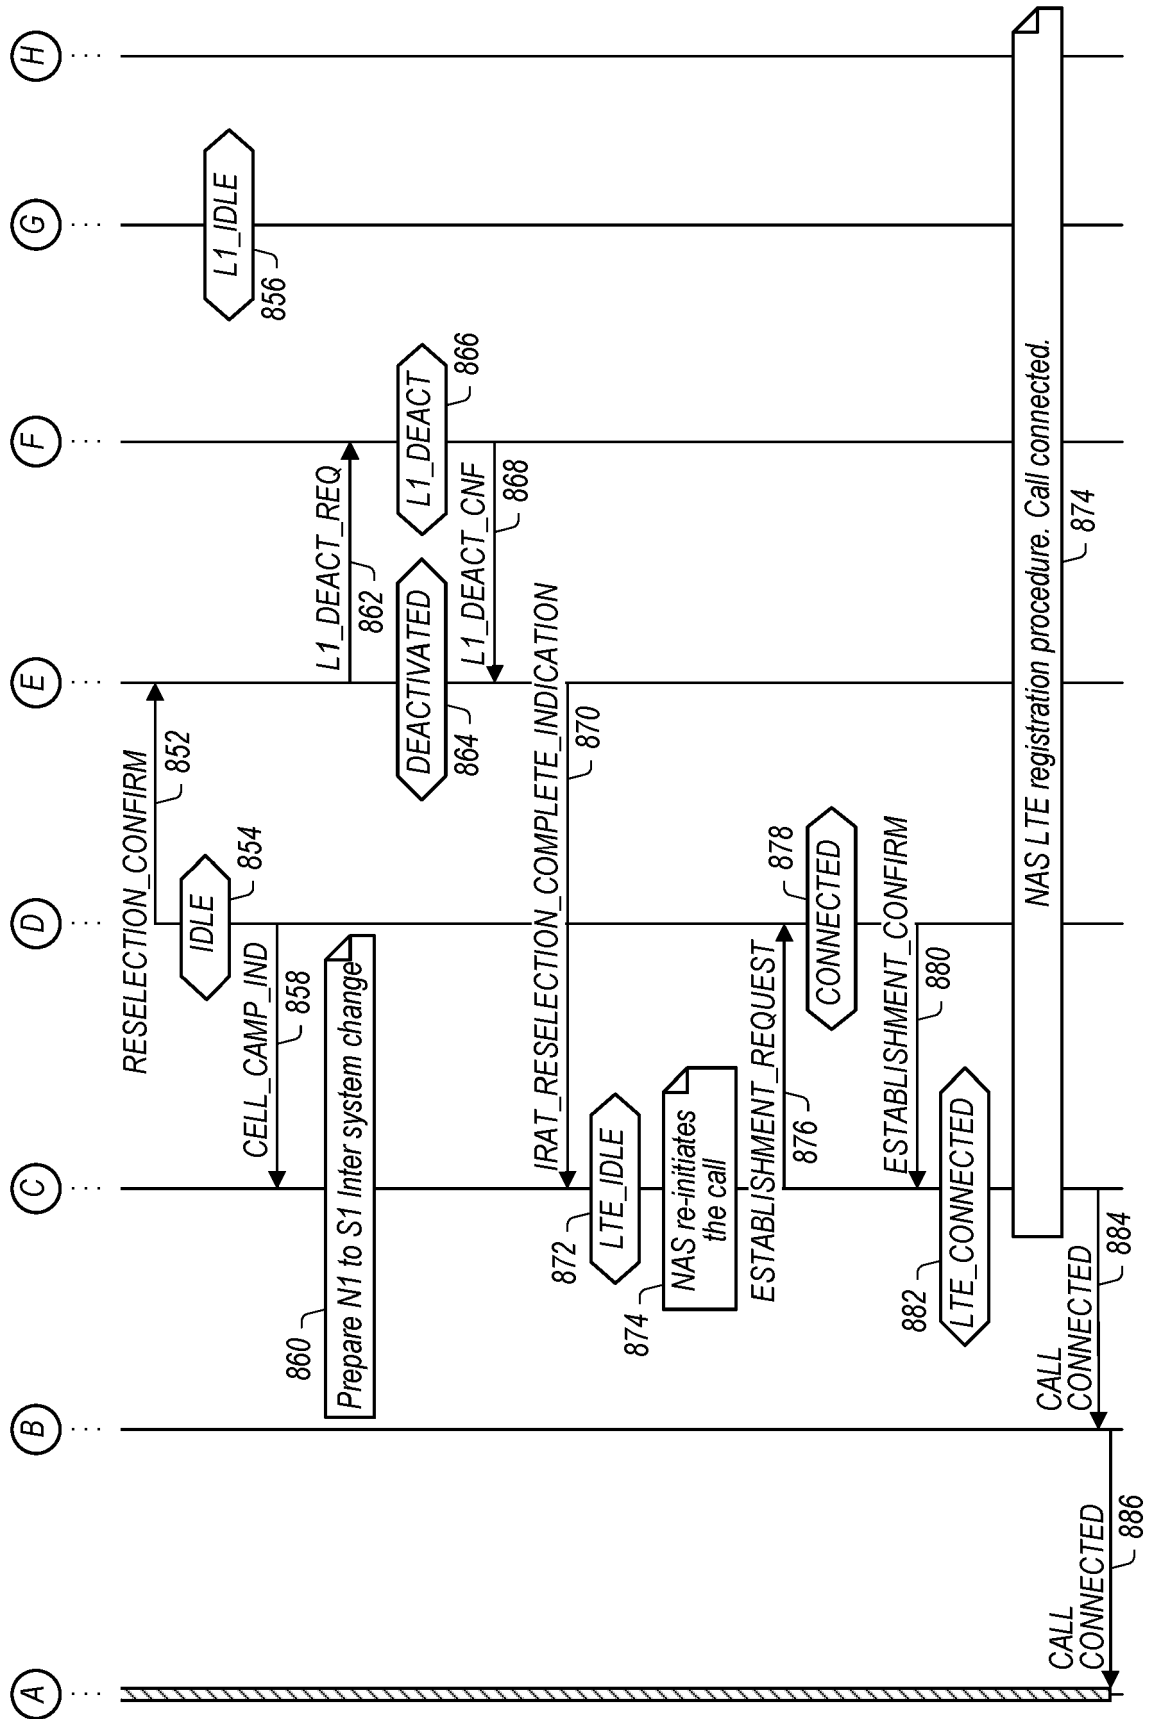 A
B
C
D
E
F
G
H
RESELECTION_CONFIRM
852
IDLE
854
L1_IDLE
856
CELL_CAMP_IND
858
860
Prepare N1 to S1 Inter system change
L1_DEACT_REQ
862
DEACTIVATED
864
L1_DEACT
866
L1_DEACT_CNF
868
IRAT_RESELECTION_COMPLETE_INDICATION
870
872
LTE_IDLE
874
NAS re-initiates
the call
ESTABLISHMENT_REQUEST
876
878
CONNECTED
ESTABLISHMENT_CONFIRM
880
882
LTE_CONNECTED
NAS LTE registration procedure. Call connected.
874
CALL
CONNECTED
884
CALL
CONNECTED
886